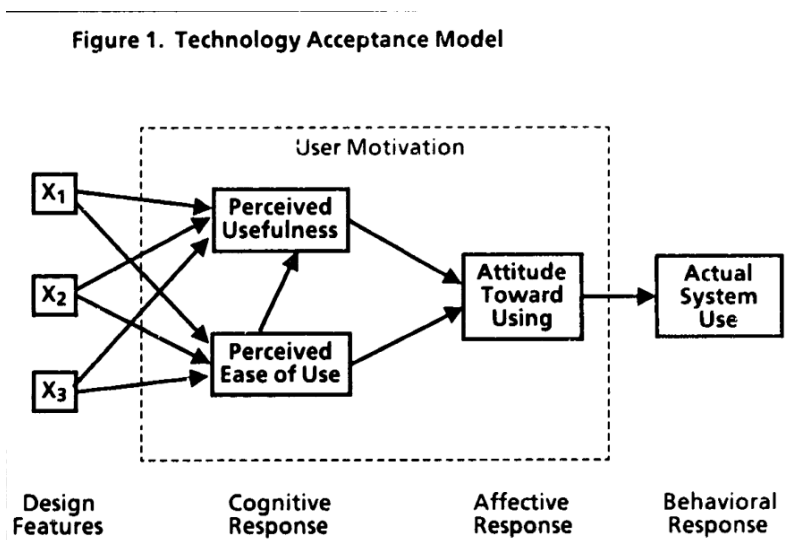 Figure 1. Technology Acceptance Model
User Motivation
X1
X2
X3
Perceived
Usefulness
Perceived
Ease of Use
Attitude
Toward
Using
Actual
System
Use
Design
Features
Cognitive
Response
Affective
Response
Behavioral
Response